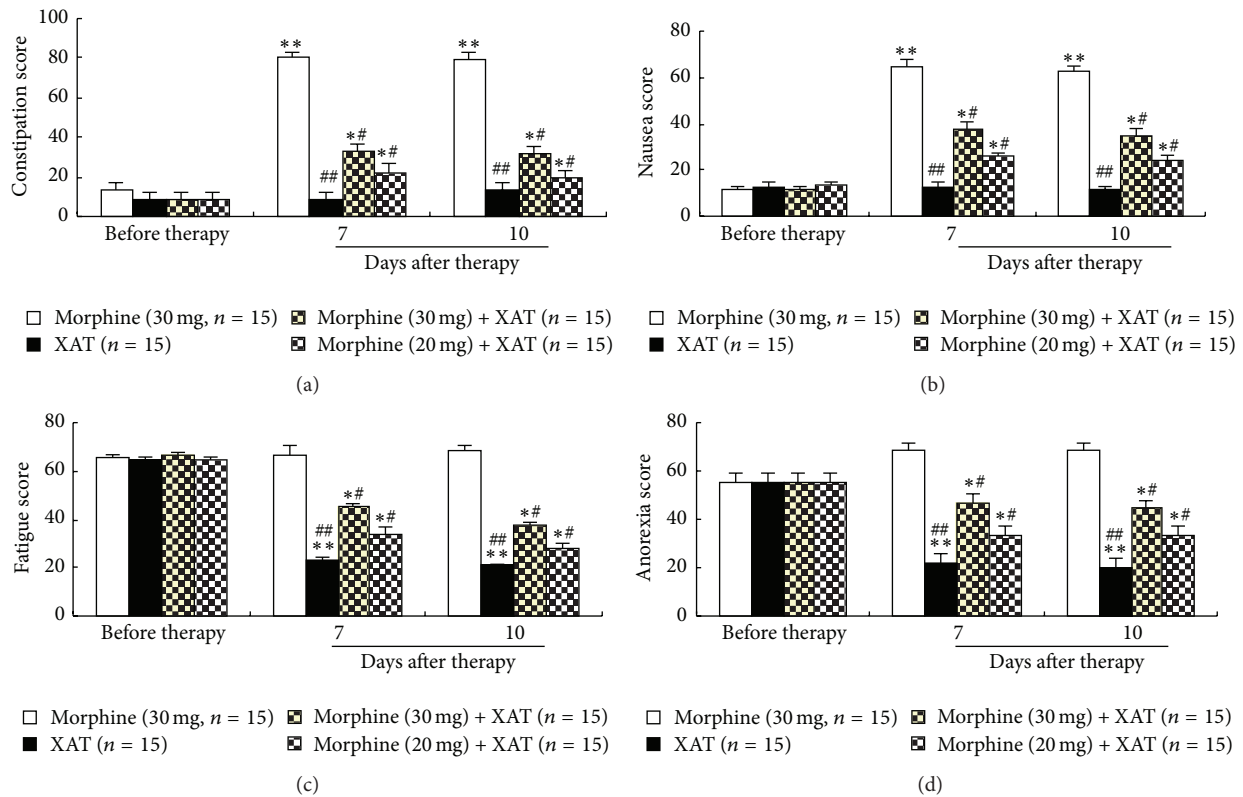 100
80
60
40
20
0
Constipation score
** **
## *# *# ## *# *#
Before therapy 7 10
Days after therapy
Morphine (30 mg, n = 15) Morphine (30 mg) + XAT (n = 15)
XAT (n = 15) Morphine (20 mg) + XAT (n = 15)
(a)
80
60
40
20
0
Nausea score
** **
## *# *# ## *# *#
Before therapy 7 10
Days after therapy
Morphine (30 mg, n = 15) Morphine (30 mg) + XAT (n = 15)
XAT (n = 15) Morphine (20 mg) + XAT (n = 15)
(b)
80
60
40
20
0
Fatigue score
## *# *# ## *# *#
** **
Before therapy 7 10
Days after therapy
Morphine (30 mg, n = 15) Morphine (30 mg) + XAT (n = 15)
XAT (n = 15) Morphine (20 mg) + XAT (n = 15)
(c)
80
60
40
20
0
Anorexia score
## *# *# ## *# *#
** **
Before therapy 7 10
Days after therapy
Morphine (30 mg, n = 15) Morphine (30 mg) + XAT (n = 15)
XAT (n = 15) Morphine (20 mg) + XAT (n = 15)
(d)